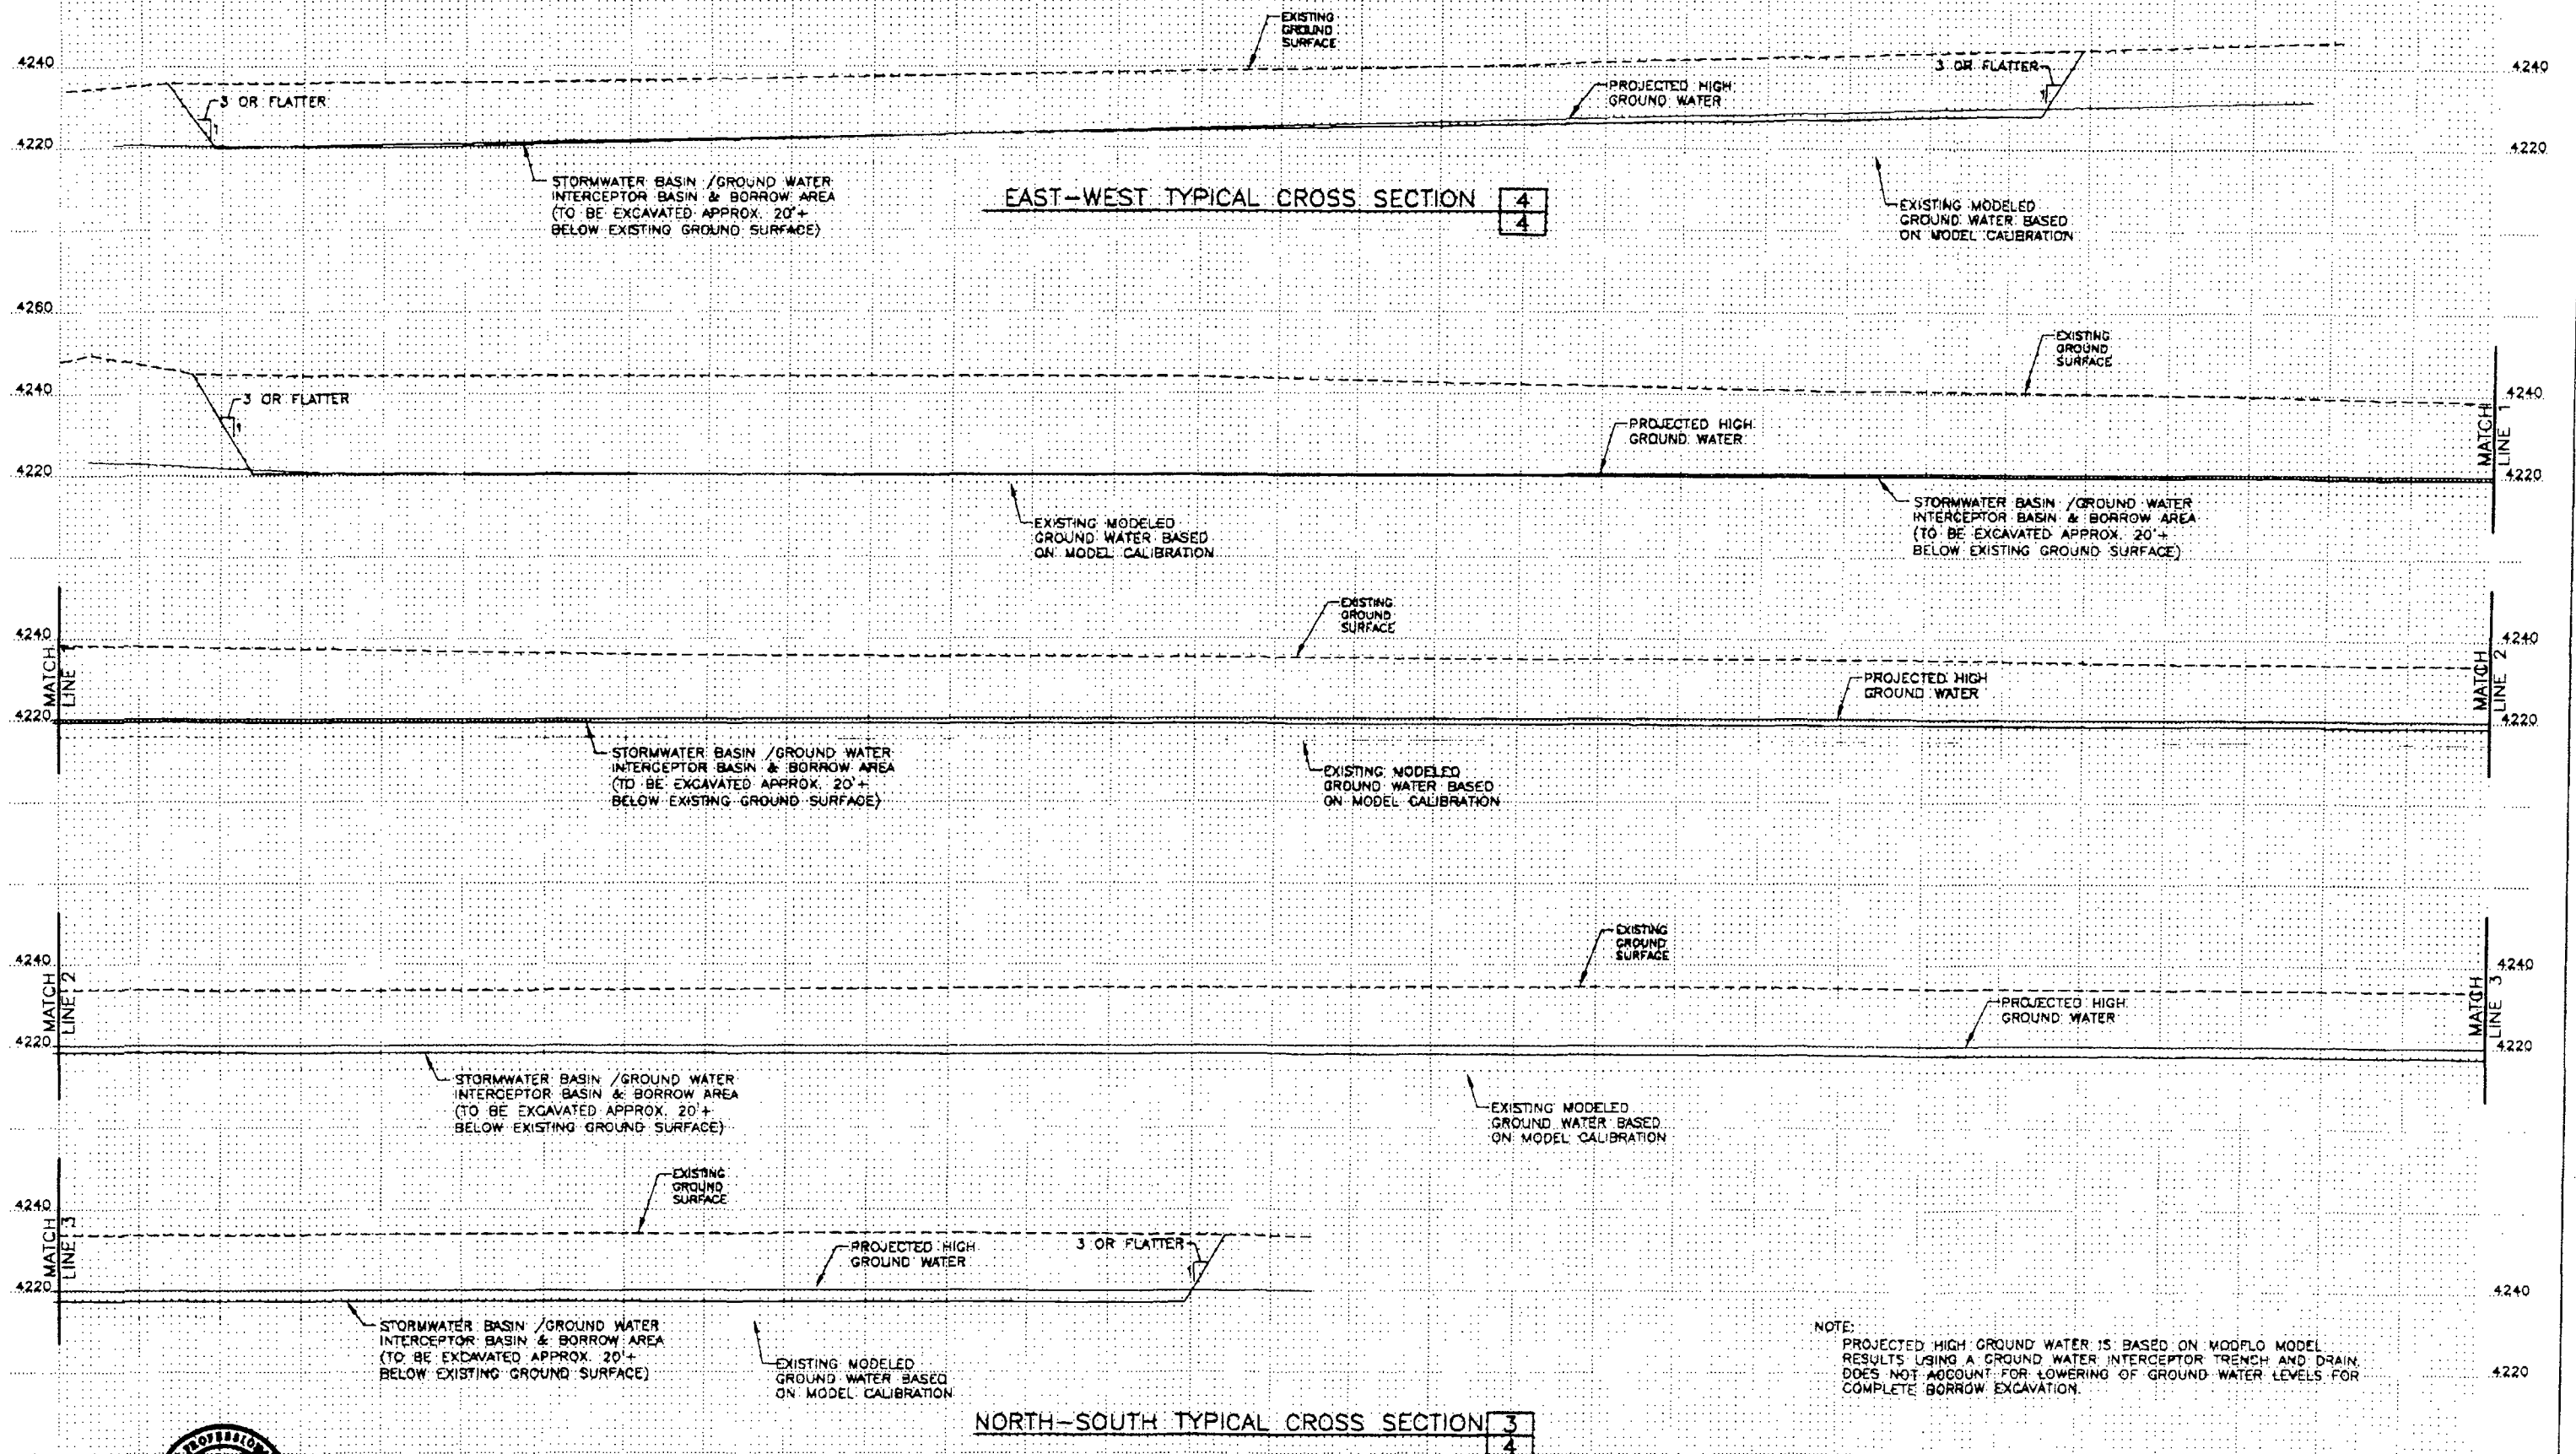 EXISTING
GROUND
SURFACE
4240
3 OR FLATTER
4240
3 OR FLATTER
1
PROJECTED HIGH
GROUND WATER
1
4220
4220
STORMWATER BASIN /GROUND WATER
INTERCEPTOR BASIN & BORROW AREA
(TO BE EXCAVATED APPROX. 20'+
BELOW EXISTING GROUND SURFACE)
EAST-WEST TYPICAL CROSS SECTION 4
4
EXISTING MODELED
GROUND WATER BASED
ON MODEL CALIBRATION
4260
EXISTING
GROUND
SURFACE
4240
4240
3 OR FLATTER
1
PROJECTED HIGH
GROUND WATER
MATCH
LINE 1
4220
4220
EXISTING MODELED
GROUND WATER BASED
ON MODEL CALIBRATION
STORMWATER BASIN /GROUND WATER
INTERCEPTOR BASIN & BORROW AREA
(TO BE EXCAVATED APPROX. 20'+
BELOW EXISTING GROUND SURFACE)
EXISTING
GROUND
SURFACE
4240
4240
MATCH
LINE 1
PROJECTED HIGH
GROUND WATER
MATCH
LINE 2
4220
4220
STORMWATER BASIN /GROUND WATER
INTERCEPTOR BASIN & BORROW AREA
(TO BE EXCAVATED APPROX. 20'+
BELOW EXISTING GROUND SURFACE)
EXISTING MODELED
GROUND WATER BASED
ON MODEL CALIBRATION
EXISTING
GROUND
SURFACE
4240
4240
MATCH
LINE 2
PROJECTED HIGH
GROUND WATER
MATCH
LINE 3
4220
4220
STORMWATER BASIN /GROUND WATER
INTERCEPTOR BASIN & BORROW AREA
(TO BE EXCAVATED APPROX. 20'+
BELOW EXISTING GROUND SURFACE)
EXISTING MODELED
GROUND WATER BASED
ON MODEL CALIBRATION
EXISTING
GROUND
SURFACE
4240
MATCH
LINE 3
PROJECTED HIGH
GROUND WATER
3 OR FLATTER
1
4220
4240
STORMWATER BASIN /GROUND WATER
INTERCEPTOR BASIN & BORROW AREA
(TO BE EXCAVATED APPROX. 20'+
BELOW EXISTING GROUND SURFACE)
EXISTING MODELED
GROUND WATER BASED
ON MODEL CALIBRATION
NOTE:
PROJECTED HIGH GROUND WATER IS BASED ON MODFLO MODEL
RESULTS USING A GROUND WATER INTERCEPTOR TRENCH AND DRAIN.
DOES NOT ACCOUNT FOR LOWERING OF GROUND WATER LEVELS FOR
COMPLETE BORROW EXCAVATION.
4220
NORTH-SOUTH TYPICAL CROSS SECTION 3
4